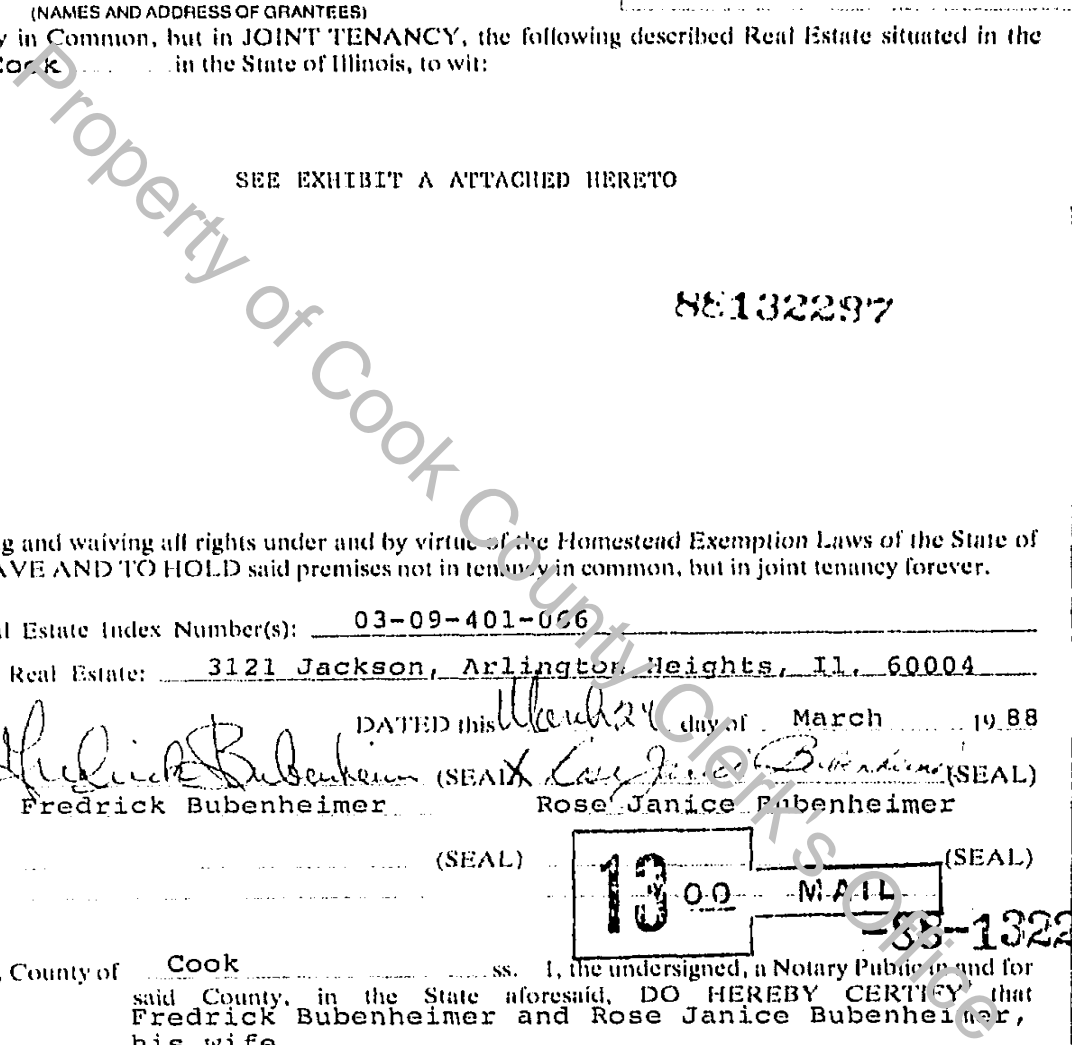 (NAMES AND ADDRESS OF GRANTEES)
y in Common, but in JOINT TENANCY, the following described Real Estate situated in the
Cook in the State of Illinois, to wit:
SEE EXHIBIT A ATTACHED HERETO
88132297
g and waiving all rights under and by virtue of the Homestead Exemption Laws of the State of
AVE AND TO HOLD said premises not in tenancy in common, but in joint tenancy forever.
l Estate Index Number(s): 03-09-401-066
Real Estate: 3121 Jackson, Arlington Heights, Il. 60004
DATED this March 24 day of March 19 88
Fredrick Bubenheimer (SEAL) X Rose Janice Bubenheimer (SEAL)
Fredrick Bubenheimer Rose Janice Bubenheimer
(SEAL) (SEAL)
13 00 MAIL
-88-1322
County of Cook ss. I, the undersigned, a Notary Public in and for
said County, in the State aforesaid, DO HEREBY CERTIFY that
Fredrick Bubenheimer and Rose Janice Bubenheimer,
his wife
Property of Cook County Clerk's Office